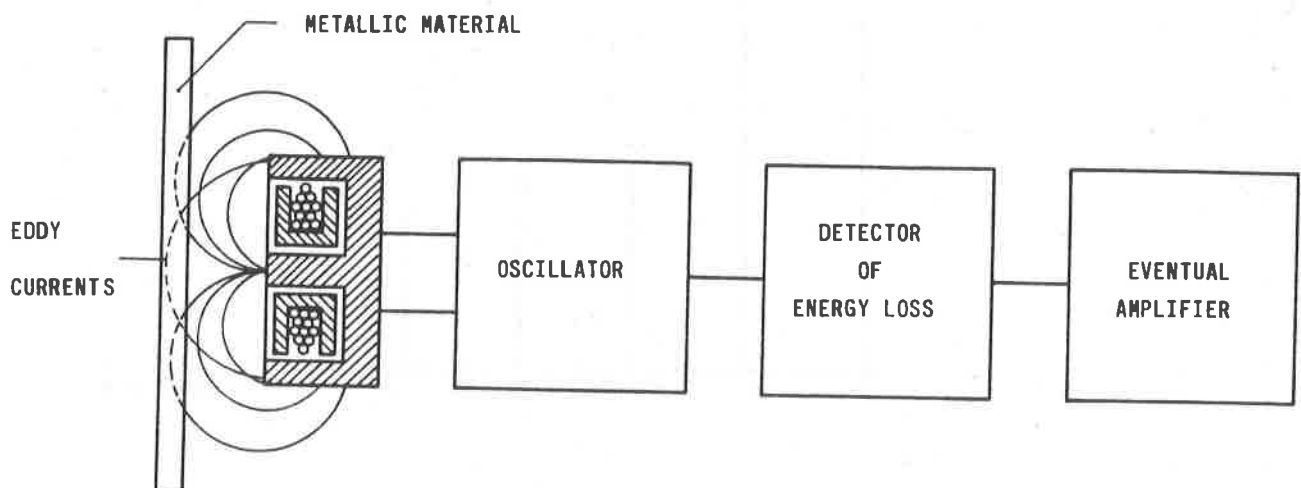 METALLIC MATERIAL
EDDY
CURRENTS
OSCILLATOR
DETECTOR
OF
ENERGY LOSS
EVENTUAL
AMPLIFIER